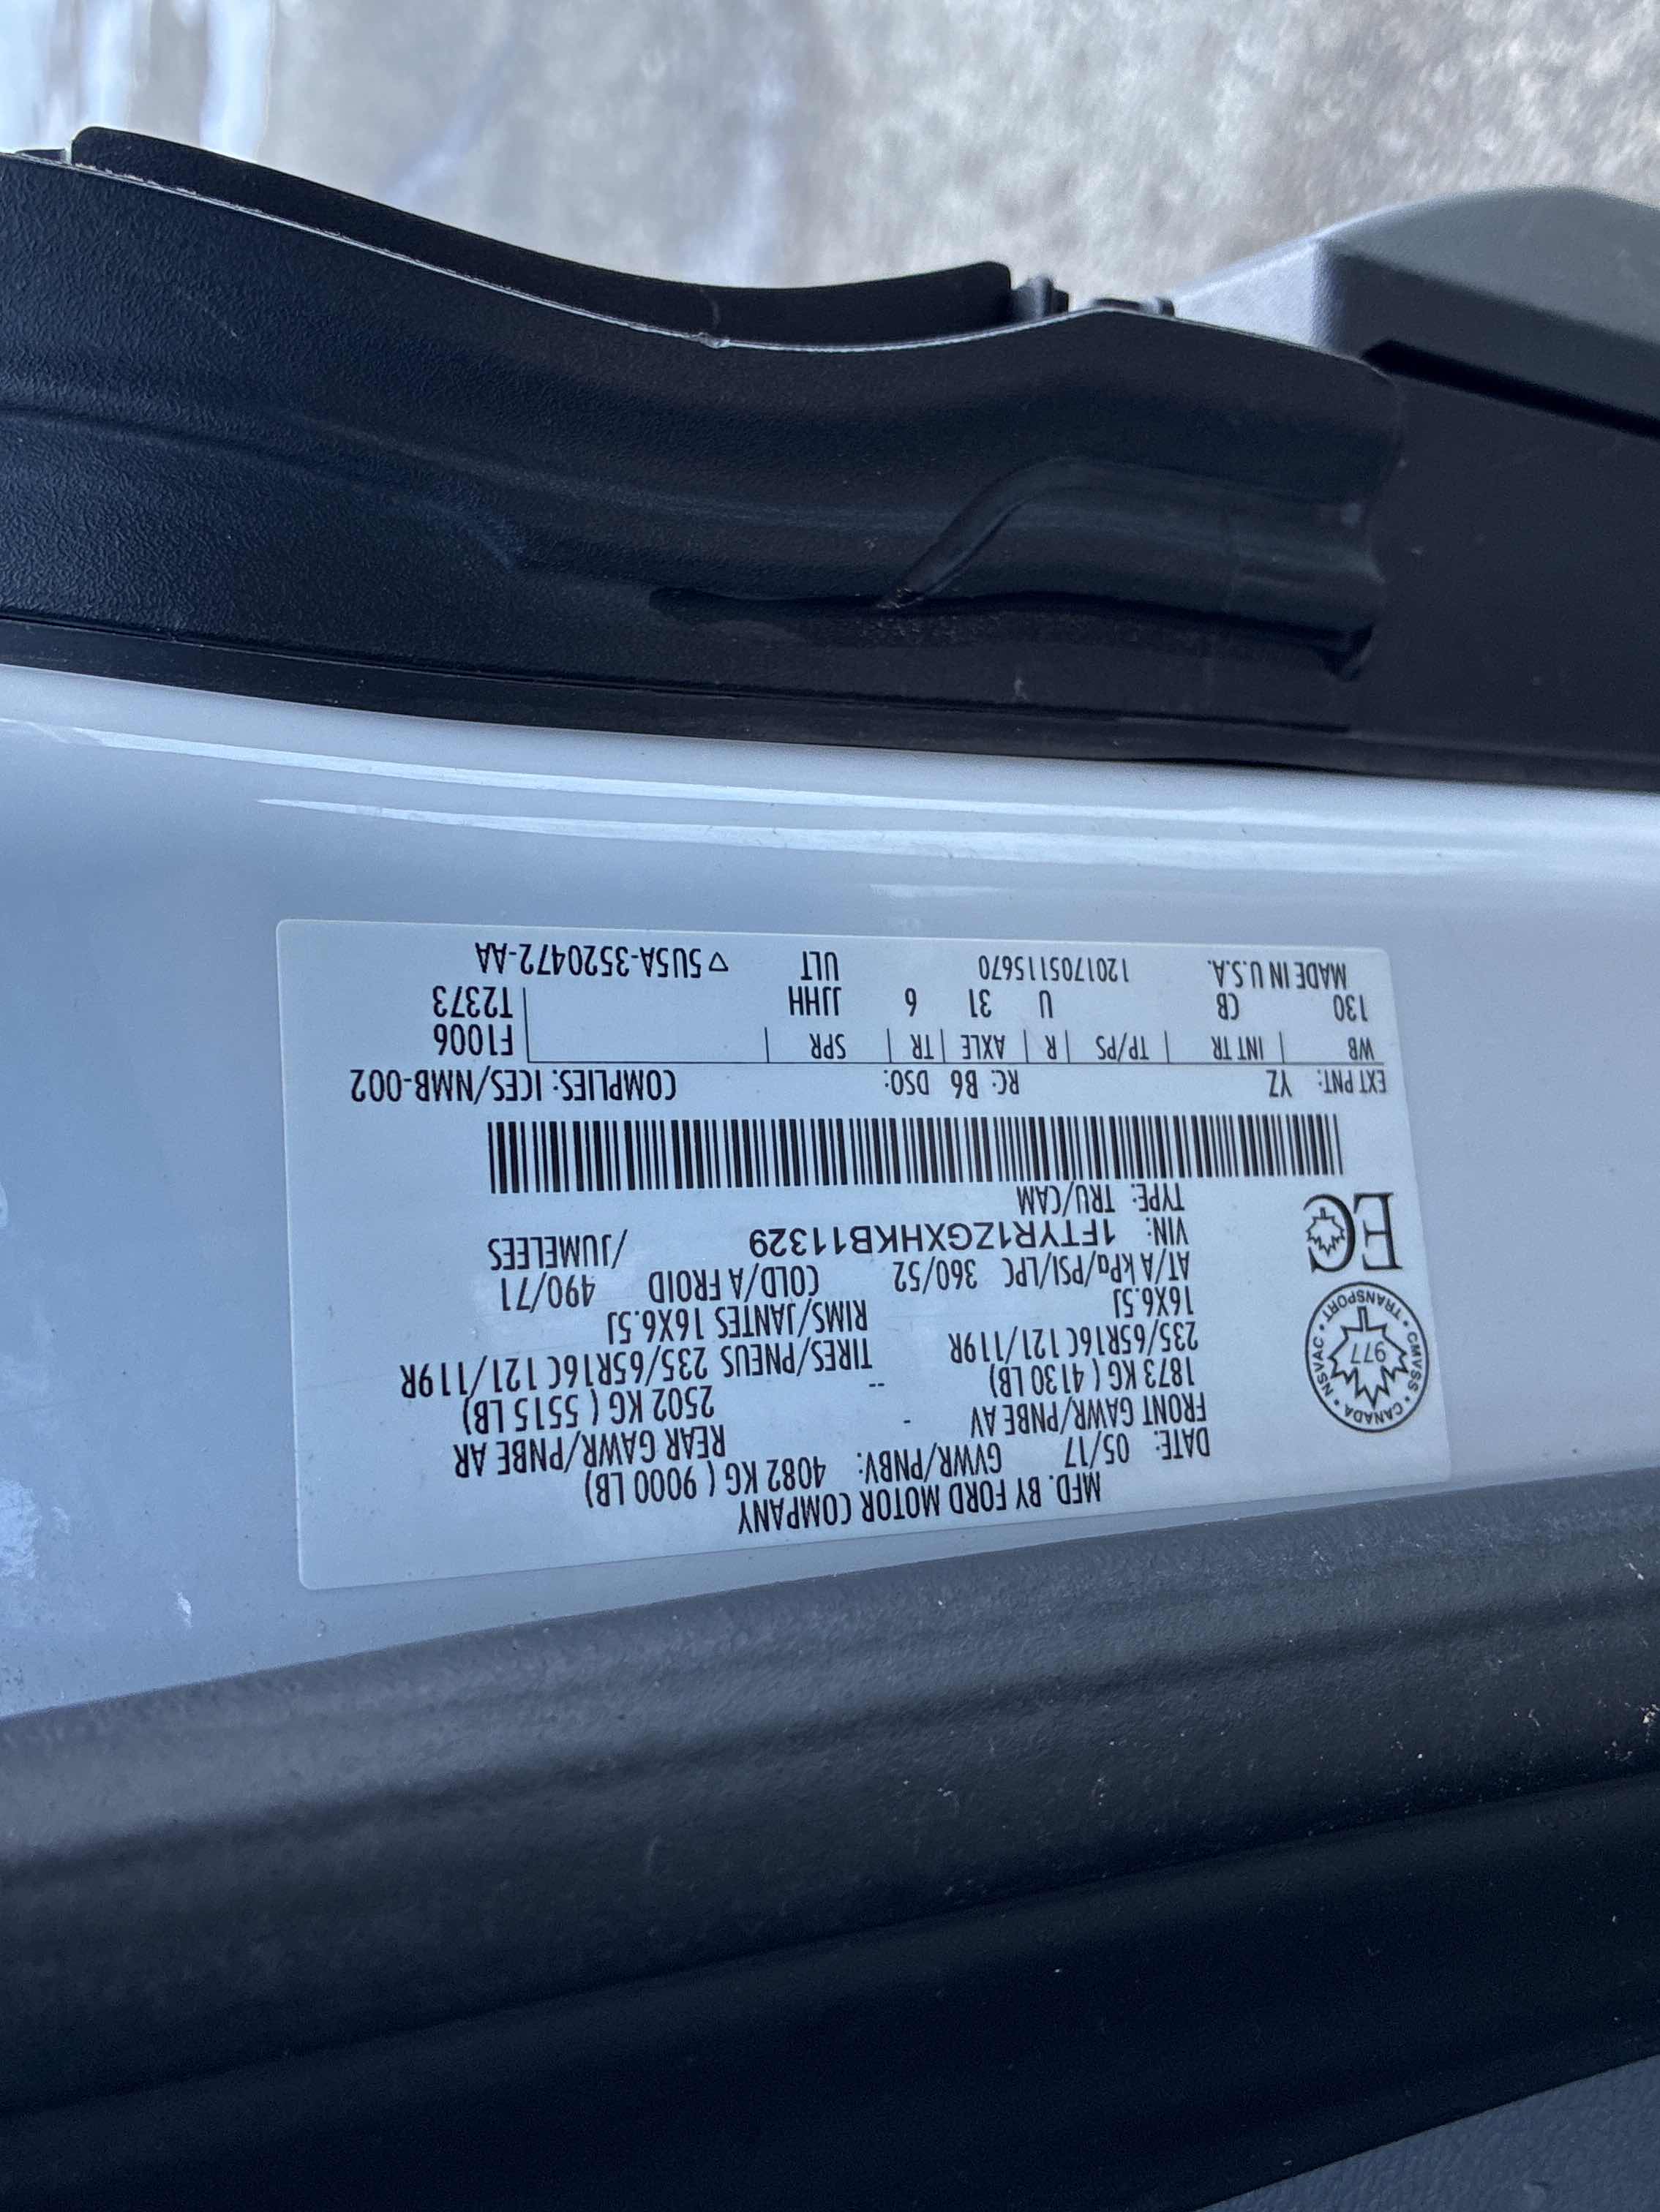 MFD. BY FORD MOTOR COMPANY
DATE: 05/17 GVWR/PNBV: 4082 KG ( 9000 LB)
FRONT GAWR/PNBE AV - REAR GAWR/PNBE AR
1873 KG ( 4130 LB) -- 2502 KG ( 5515 LB)
235/65R16C 121/119R TIRES/PNEUS 235/65R16C 121/119R
16X6.5J RIMS/JANTES 16X6.5J
AT/A kPa/PSI/LPC 360/52 COLD/A FROID 490/71
VIN: 1FTYR1ZGXHKB11329 /JUMELEES
TYPE: TRU/CAM
CANADA • CMVSS • TRANSPORT • NSVAC •
977
EC
EXT PNT: YZ RC: B6 DSO: COMPLIES: ICES/NMB-002
WB | INT TR | TP/PS | R | AXLE | TR | SPR | F1006
130 CB U 31 6 JJHH T2373
MADE IN U.S.A. 1201705115670 ULT ▽5U5A-3520472-AA